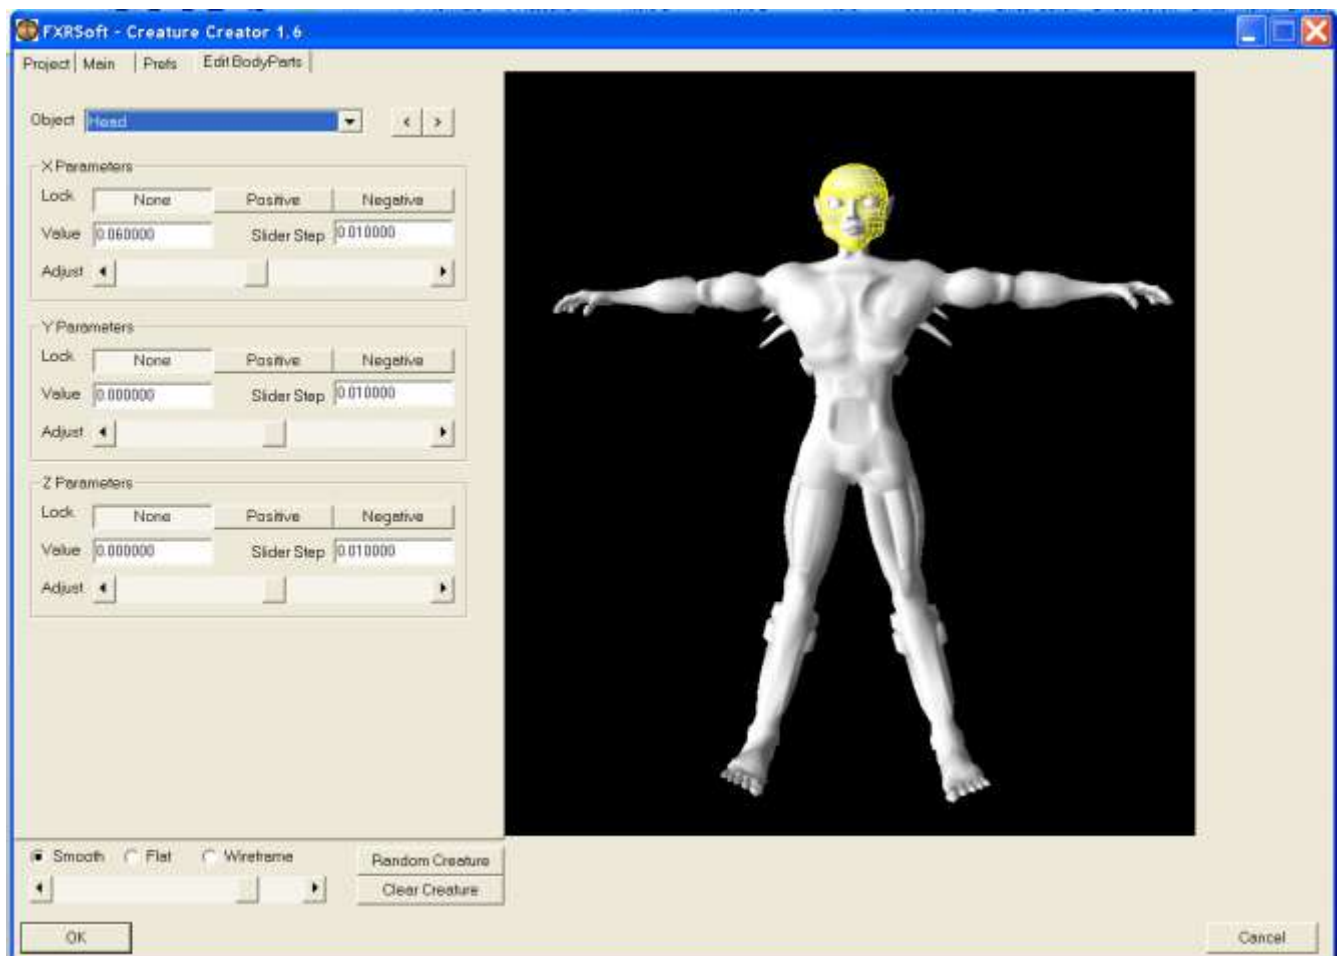 FXRSoft - Creature Creator 1.6
Project Main Prefs Edit BodyParts
Object Head < >
X Parameters
Lock None Positive Negative
Value 0.060000 Slider Step 0.010000
Adjust
Y Parameters
Lock None Positive Negative
Value 0.000000 Slider Step 0.010000
Adjust
Z Parameters
Lock None Positive Negative
Value 0.000000 Slider Step 0.010000
Adjust
Smooth Flat Wireframe
Random Creature
Clear Creature
OK Cancel